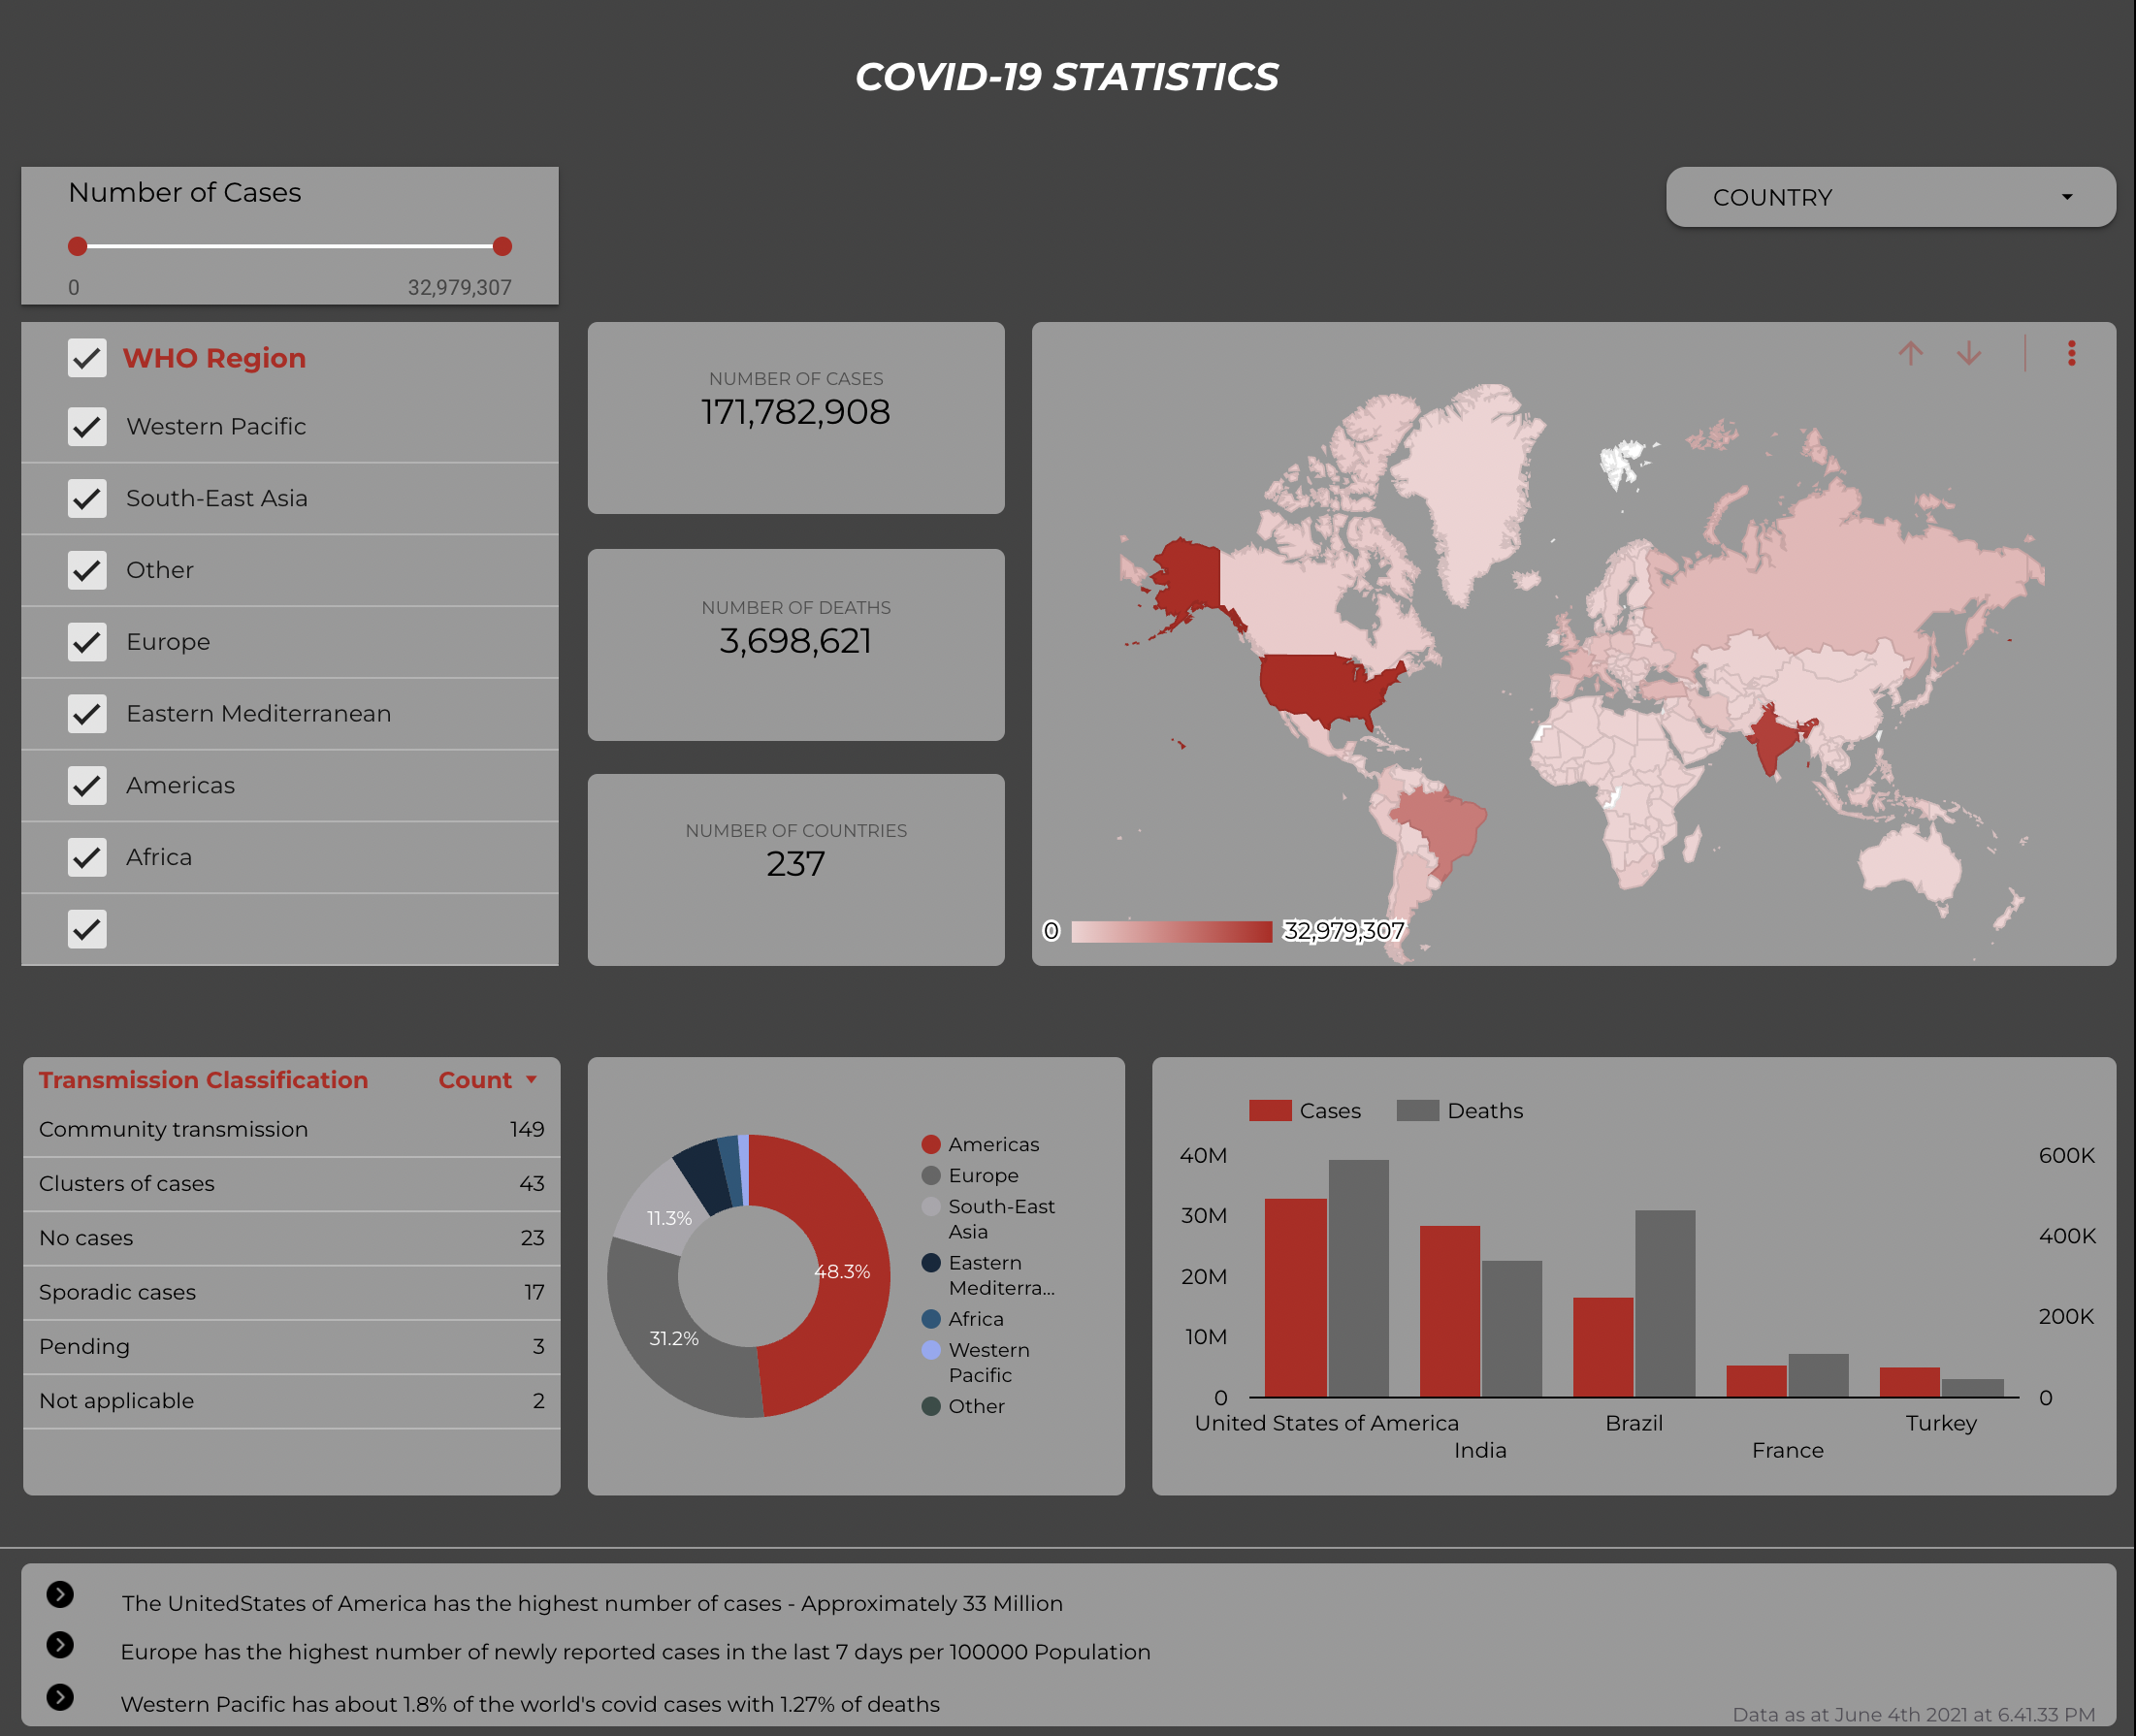 COVID-19 STATISTICS
Number of Cases
0 32,979,307
COUNTRY
WHO Region
Western Pacific
South-East Asia
Other
Europe
Eastern Mediterranean
Americas
Africa
NUMBER OF CASES
171,782,908
NUMBER OF DEATHS
3,698,621
NUMBER OF COUNTRIES
237
0 32,979,307
Transmission Classification Count
Community transmission 149
Clusters of cases 43
No cases 23
Sporadic cases 17
Pending 3
Not applicable 2
11.3%
48.3%
31.2%
Americas
Europe
South-East
Asia
Eastern
Mediterra...
Africa
Western
Pacific
Other
Cases Deaths
40M 600K
30M
400K
20M
200K
10M
0 0
United States of America Brazil Turkey
India France
The UnitedStates of America has the highest number of cases - Approximately 33 Million
Europe has the highest number of newly reported cases in the last 7 days per 100000 Population
Western Pacific has about 1.8% of the world's covid cases with 1.27% of deaths
Data as at June 4th 2021 at 6.41.33 PM